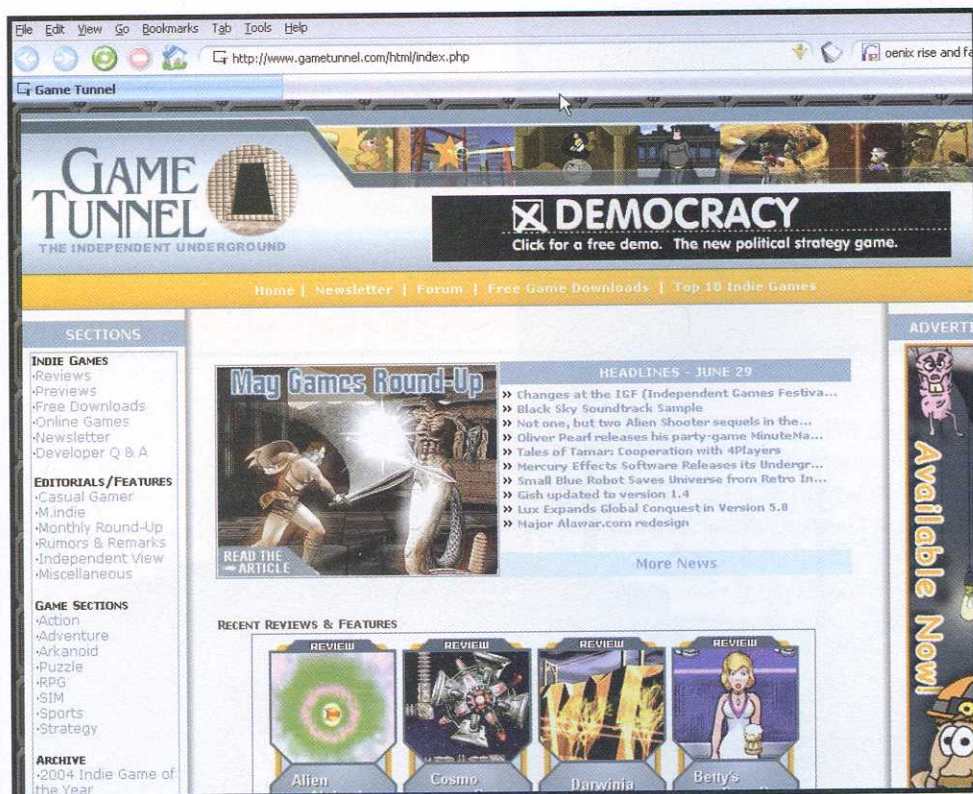 File Edit View Go Bookmarks Tab Tools Help
http://www.gametunnel.com/html/index.php
oenix rise and fa
Game Tunnel
GAME
TUNNEL
THE INDEPENDENT UNDERGROUND
DEMOCRACY
Click for a free demo. The new political strategy game.
Home | Newsletter | Forum | Free Game Downloads | Top 10 Indie Games
SECTIONS
INDIE GAMES
·Reviews
·Previews
·Free Downloads
·Online Games
·Newsletter
·Developer Q & A
EDITORIALS/FEATURES
·Casual Gamer
·M.indie
·Monthly Round-Up
·Rumors & Remarks
·Independent View
·Miscellaneous
GAME SECTIONS
·Action
·Adventure
·Arkanoid
·Puzzle
·RPG
·SIM
·Sports
·Strategy
ARCHIVE
·2004 Indie Game of
the Year
May Games Round-Up
READ THE
ARTICLE
HEADLINES - JUNE 29
» Changes at the IGF (Independent Games Festiva...
» Black Sky Soundtrack Sample
» Not one, but two Alien Shooter sequels in the...
» Oliver Pearl releases his party-game MinuteMa...
» Tales of Tamar: Cooperation with 4Players
» Mercury Effects Software Releases its Undergr...
» Small Blue Robot Saves Universe from Retro In...
» Gish updated to version 1.4
» Lux Expands Global Conquest in Version 5.8
» Major Alawar.com redesign
More News
RECENT REVIEWS & FEATURES
REVIEW
Alien
REVIEW
Cosmo
REVIEW
Darwinia
REVIEW
Betty's
ADVERTI
Available Now!